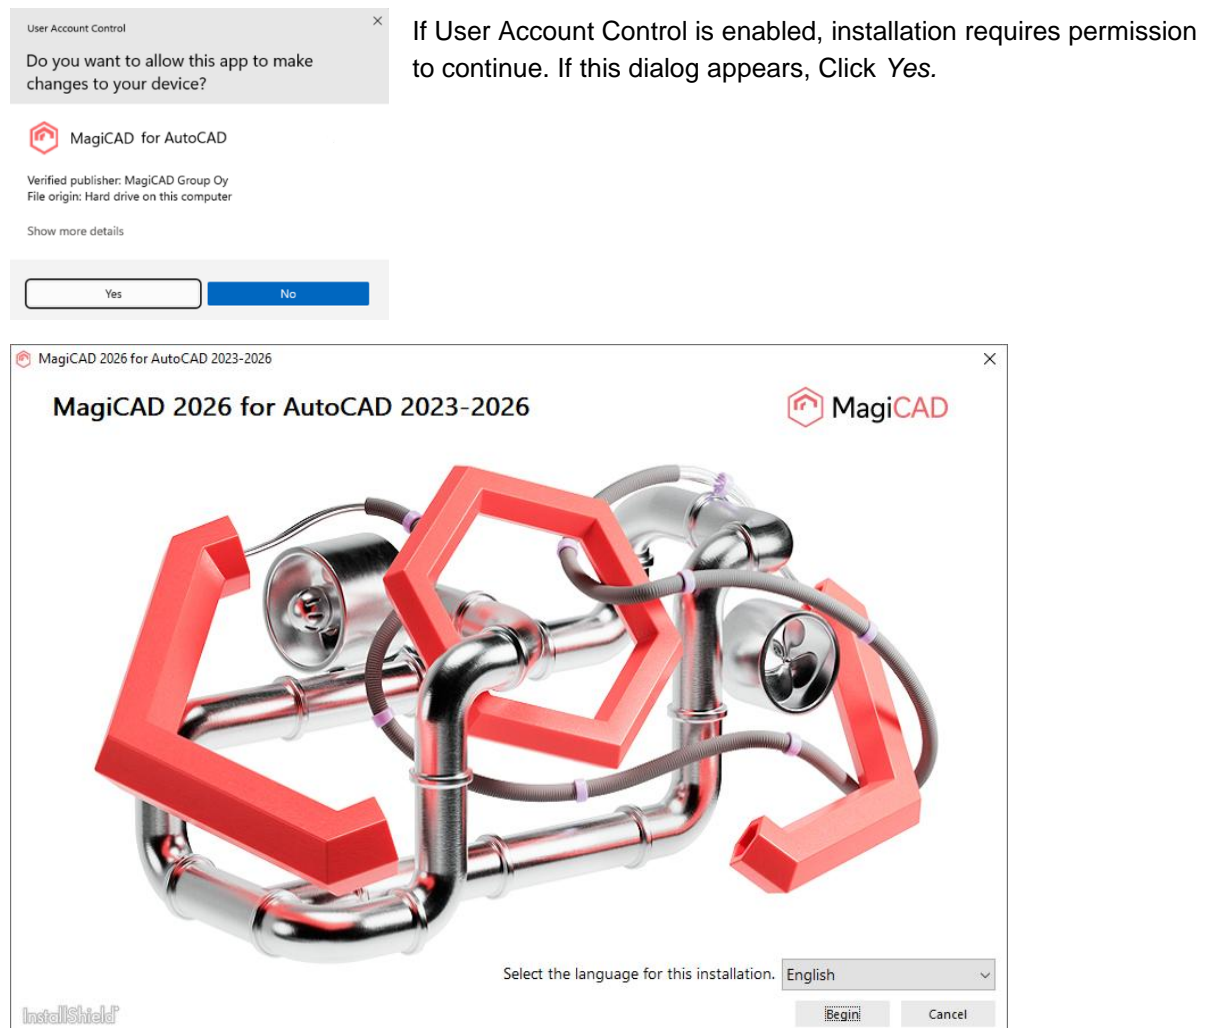 User Account Control
Do you want to allow this app to make
changes to your device?
MagiCAD for AutoCAD
Verified publisher: MagiCAD Group Oy
File origin: Hard drive on this computer
Show more details
Yes
No
If User Account Control is enabled, installation requires permission
to continue. If this dialog appears, Click Yes.
MagiCAD 2026 for AutoCAD 2023-2026
MagiCAD 2026 for AutoCAD 2023-2026
MagiCAD
Select the language for this installation.
English
InstallShield
Begin
Cancel